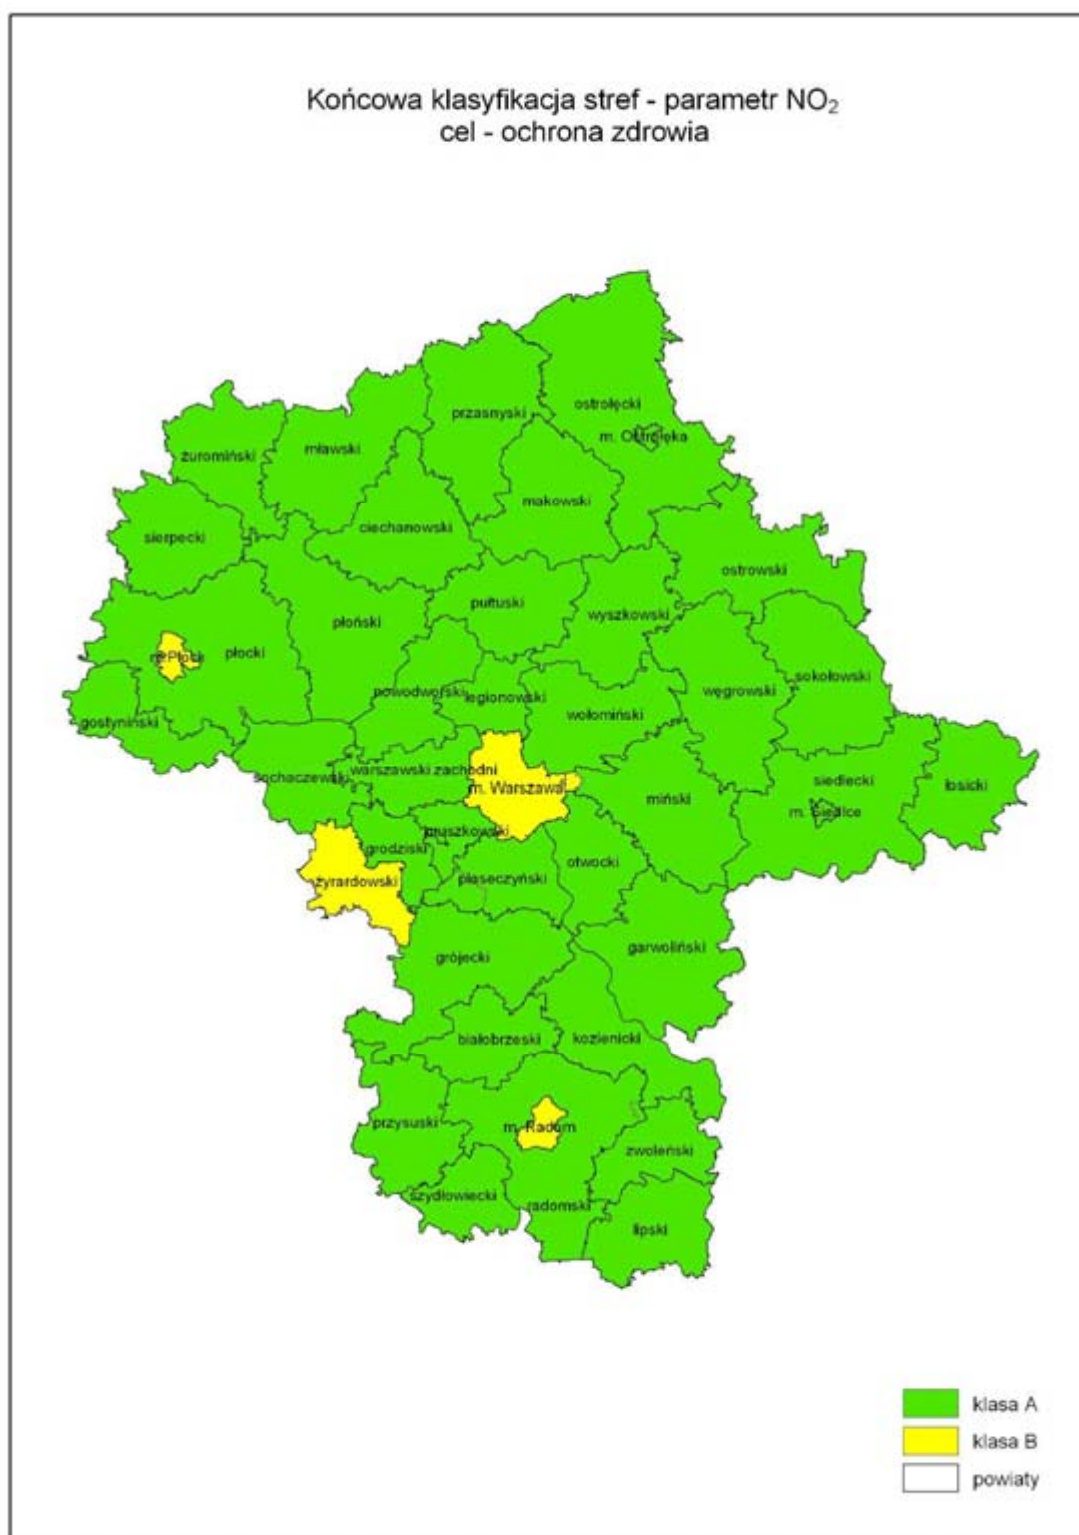 Końcowa klasyfikacja stref - parametr NO₂
cel - ochrona zdrowia
ostrołęcki
przasnyski
m. Ostrołęka
mławski
żuromiński
makowski
ciechanowski
sierpecki
ostrowski
pułtuski
wyszkowski
płoński
płocki
m. Płock
sokołowski
węgrowski
nowodworski
legionowski
wołomiński
gostyniński
warszawski zachodni
sochaczewski
siedlecki
łosicki
m. Warszawa
miński
m. Siedlce
pruszkowski
grodziski
otwocki
piaseczyński
żyrardowski
garwoliński
grójecki
białobrzeski
kozienicki
przysuski
m. Radom
zwoleński
szydłowiecki
radomski
lipski
klasa A
klasa B
powiaty